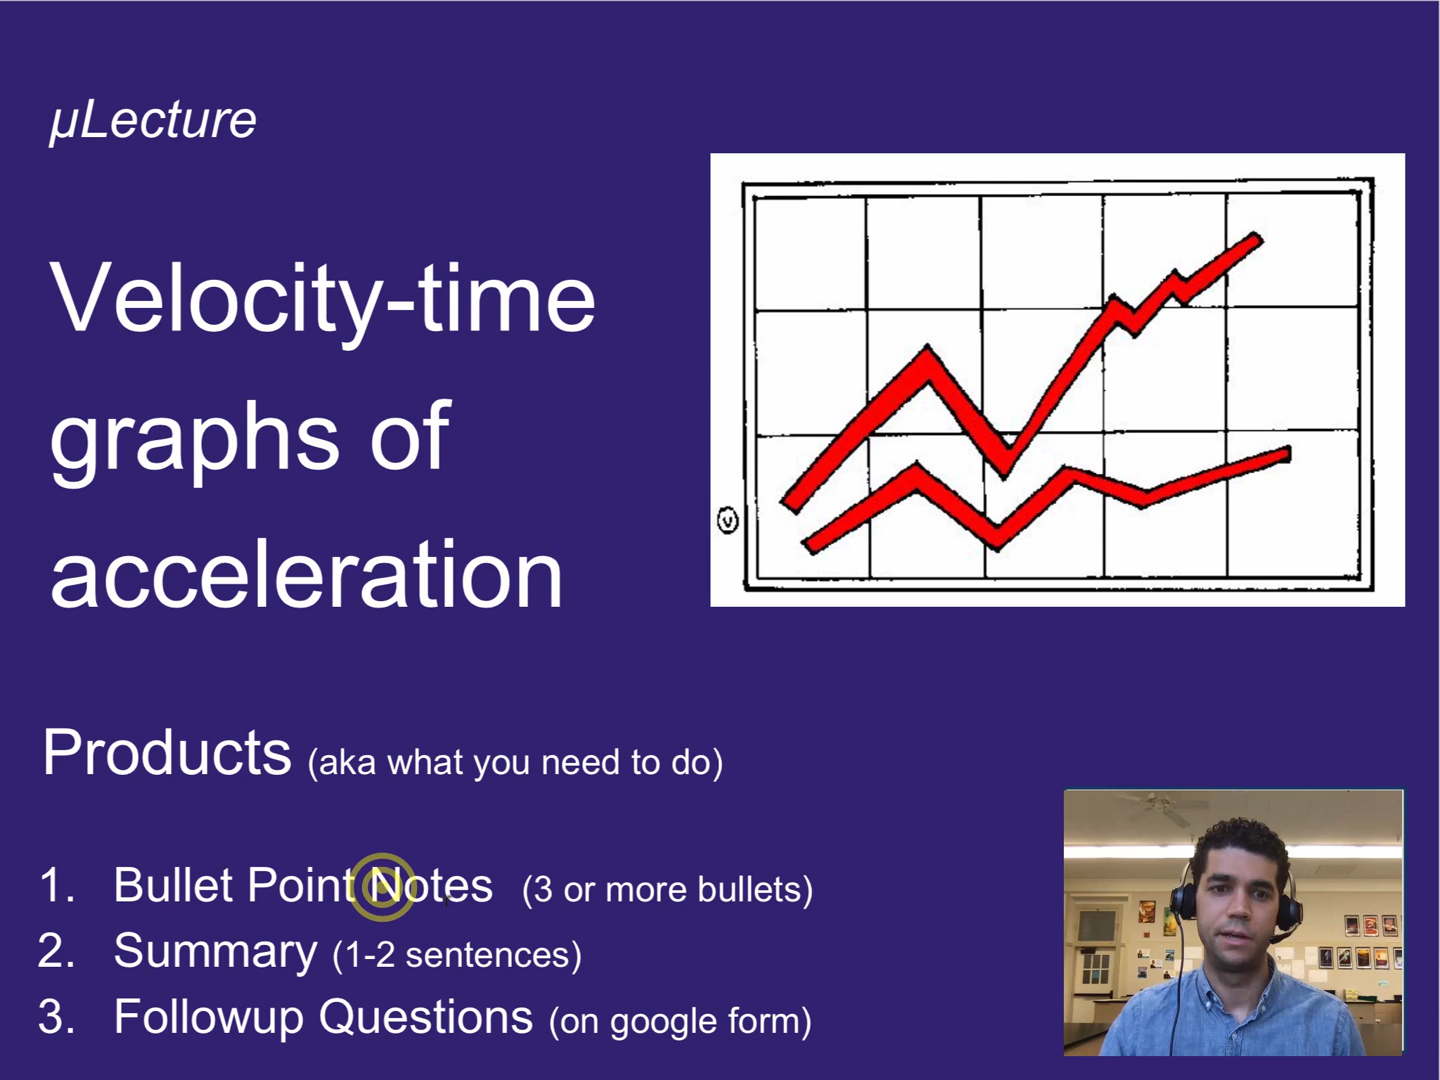 µLecture
Velocity-time
graphs of
acceleration
v
Products (aka what you need to do)
1. Bullet Point Notes (3 or more bullets)
2. Summary (1-2 sentences)
3. Followup Questions (on google form)